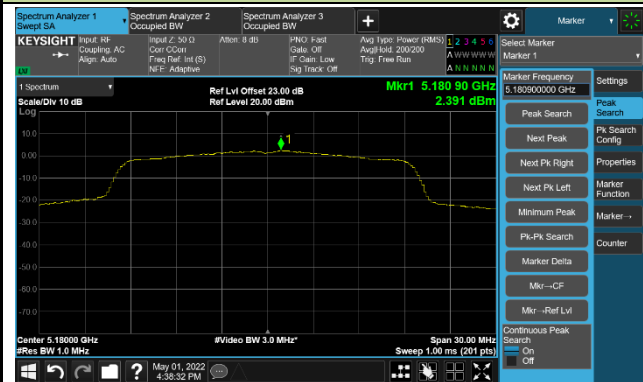 Spectrum Analyzer 1
Swept SA
Spectrum Analyzer 2
Occupied BW
Spectrum Analyzer 3
Occupied BW
+
Marker
KEYSIGHT
Input: RF
Coupling: AC
Align: Auto
Input Z: 50 Ω
Corr CCorr
Freq Ref: Int (S)
NFE: Adaptive
Atten: 8 dB
PNO: Fast
Gate: Off
IF Gain: Low
Sig Track: Off
Avg Type: Power (RMS)
Avg|Hold: 200/200
Trig: Free Run
1 2 3 4 5 6
A W W W W W
A N N N N N
LXI
Select Marker
Marker 1
1 Spectrum
Scale/Div 10 dB
Log
Ref Lvl Offset 23.00 dB
Ref Level 20.00 dBm
Mkr1 5.180 90 GHz
2.391 dBm
1
10.0
0.00
-10.0
-20.0
-30.0
-40.0
-50.0
-60.0
-70.0
Center 5.18000 GHz
#Res BW 1.0 MHz
#Video BW 3.0 MHz*
Span 30.00 MHz
Sweep 1.00 ms (201 pts)
Marker Frequency
5.180900000 GHz
Peak Search
Next Peak
Next Pk Right
Next Pk Left
Minimum Peak
Pk-Pk Search
Marker Delta
Mkr→CF
Mkr→Ref Lvl
Continuous Peak
Search
On
Off
Settings
Peak
Search
Pk Search
Config
Properties
Marker
Function
Marker→
Counter
?
May 01, 2022
4:38:32 PM